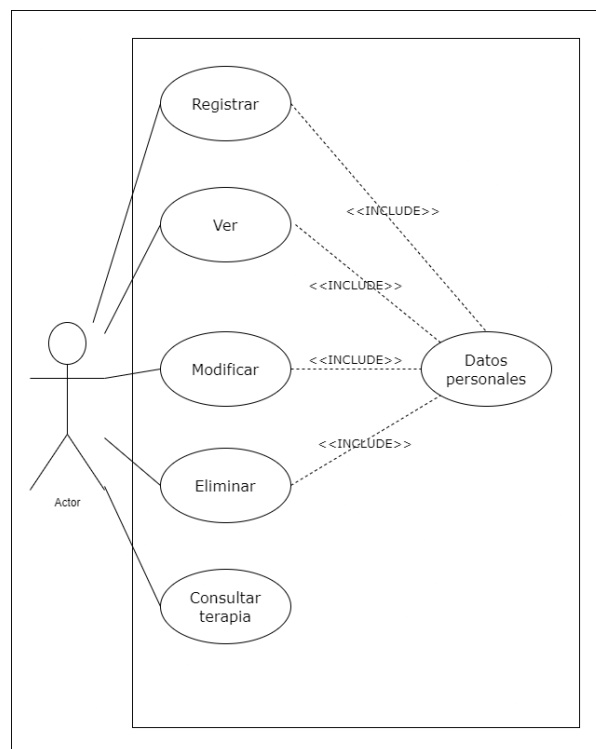 Registrar
<<INCLUDE>>
Ver
<<INCLUDE>>
Modificar
<<INCLUDE>>
Datos
personales
<<INCLUDE>>
Eliminar
Actor
Consultar
terapia